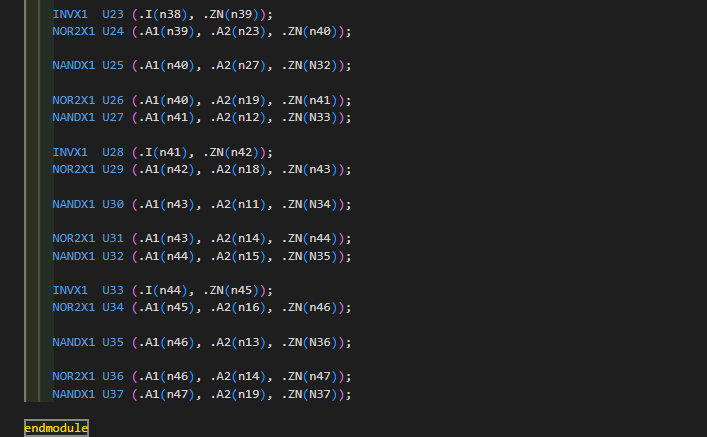 INVX1 U23 (.I(n38), .ZN(n39));
NOR2X1 U24 (.A1(n39), .A2(n23), .ZN(n40));
NANDX1 U25 (.A1(n40), .A2(n27), .ZN(N32));
NOR2X1 U26 (.A1(n40), .A2(n19), .ZN(n41));
NANDX1 U27 (.A1(n41), .A2(n12), .ZN(N33));
INVX1 U28 (.I(n41), .ZN(n42));
NOR2X1 U29 (.A1(n42), .A2(n18), .ZN(n43));
NANDX1 U30 (.A1(n43), .A2(n11), .ZN(N34));
NOR2X1 U31 (.A1(n43), .A2(n14), .ZN(n44));
NANDX1 U32 (.A1(n44), .A2(n15), .ZN(N35));
INVX1 U33 (.I(n44), .ZN(n45));
NOR2X1 U34 (.A1(n45), .A2(n16), .ZN(n46));
NANDX1 U35 (.A1(n46), .A2(n13), .ZN(N36));
NOR2X1 U36 (.A1(n46), .A2(n14), .ZN(n47));
NANDX1 U37 (.A1(n47), .A2(n19), .ZN(N37));
endmodule